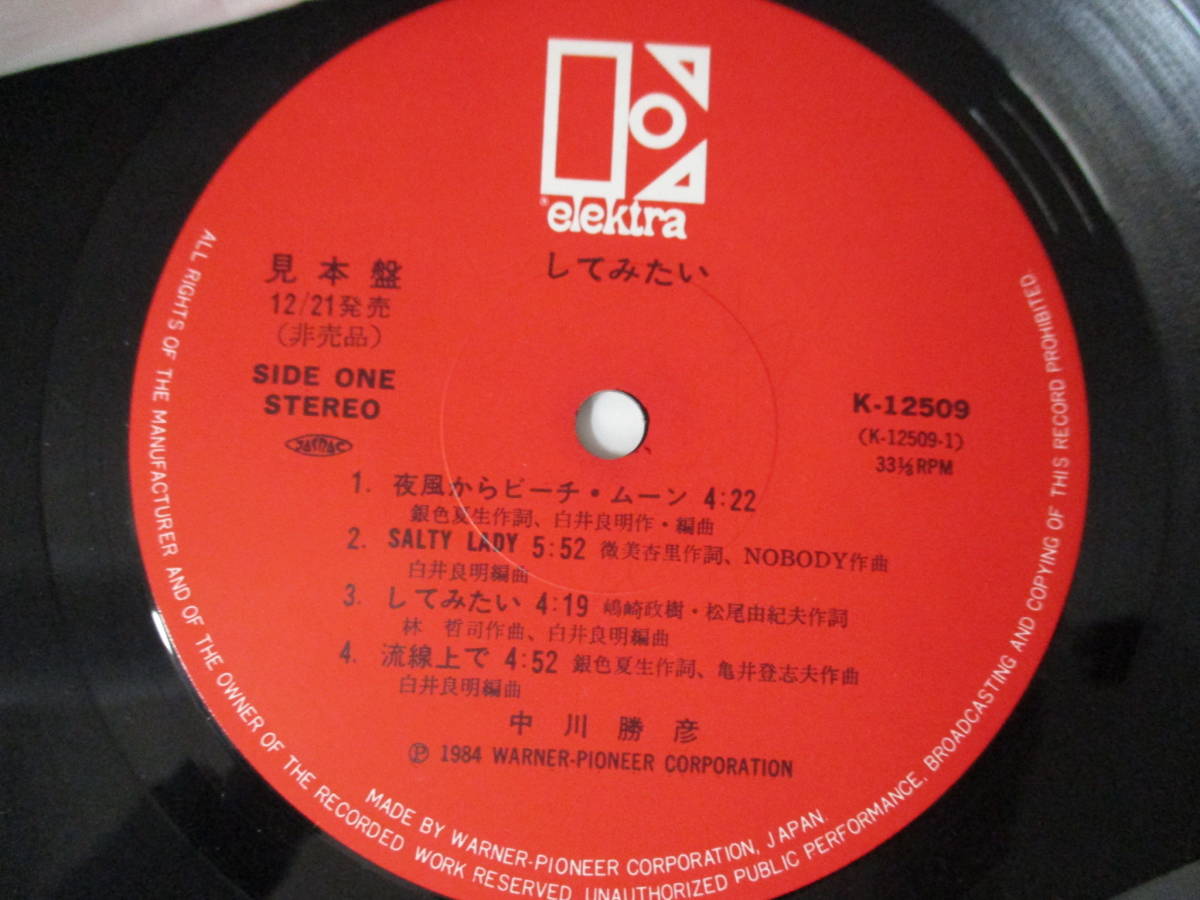 elektra
してみたい
見本盤
12/21発売
(非売品)
SIDE ONE
STEREO
JASRAC
K-12509
(K-12509-1)
33⅓RPM
1. 夜風からビーチ・ムーン 4:22
銀色夏生作詞、白井良明作・編曲
2. SALTY LADY 5:52 微美杏里作詞、NOBODY作曲
白井良明編曲
3. してみたい 4:19 嶋崎政樹・松尾由紀夫作詞
林 哲司作曲、白井良明編曲
4. 流線上で 4:52 銀色夏生作詞、亀井登志夫作曲
白井良明編曲
中川勝彦
Ⓟ 1984 WARNER-PIONEER CORPORATION
MADE BY WARNER-PIONEER CORPORATION, JAPAN.
ALL RIGHTS OF THE MANUFACTURER AND OF THE OWNER OF THE RECORDED WORK RESERVED. UNAUTHORIZED PUBLIC PERFORMANCE, BROADCASTING AND COPYING OF THIS RECORD PROHIBITED.